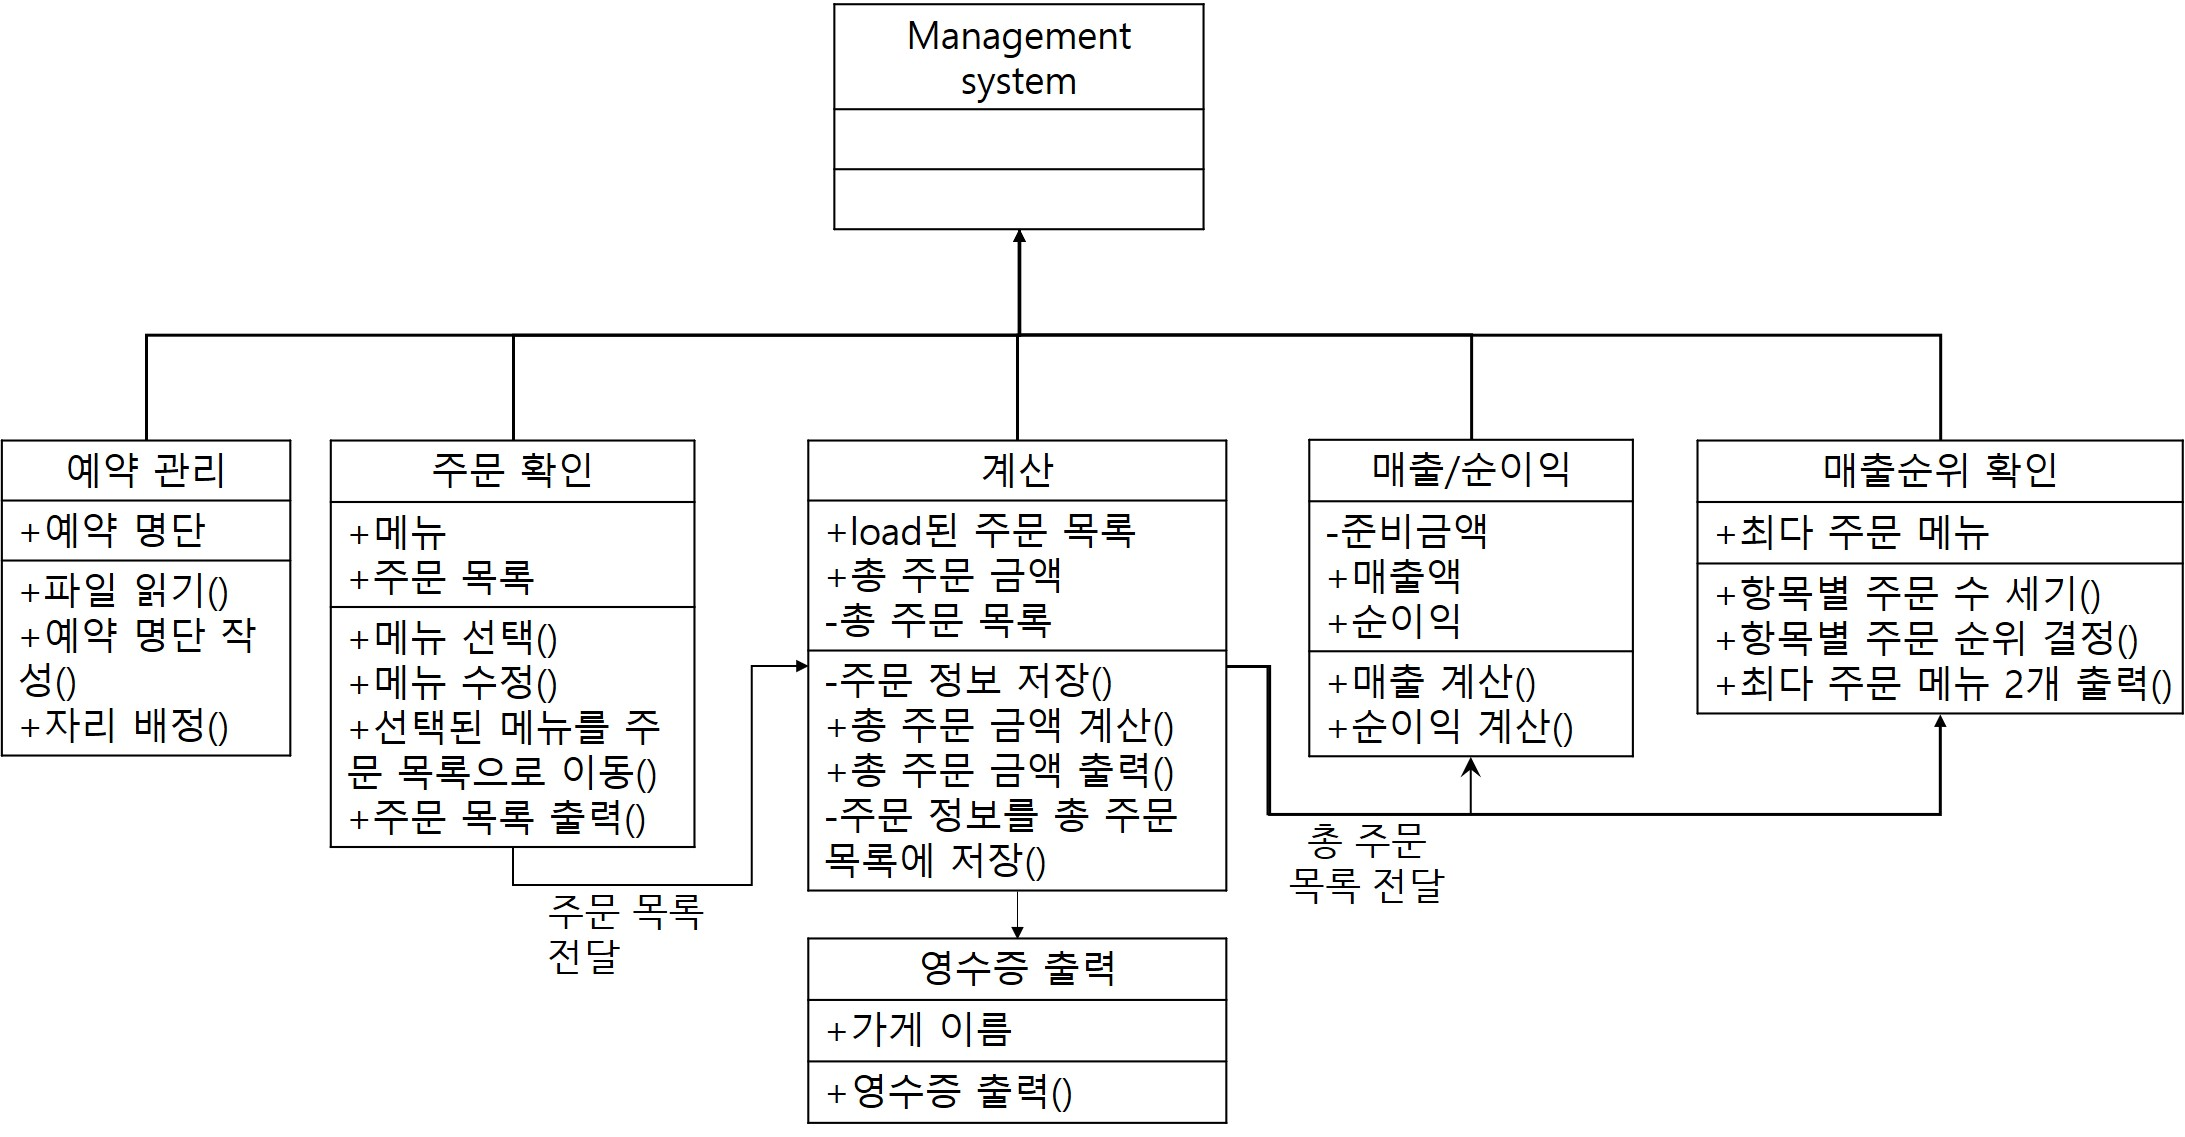 Management
system
예약 관리
+예약 명단
+파일 읽기()
+예약 명단 작
성()
+자리 배정()
주문 확인
+메뉴
+주문 목록
+메뉴 선택()
+메뉴 수정()
+선택된 메뉴를 주
문 목록으로 이동()
+주문 목록 출력()
주문 목록
전달
계산
+load된 주문 목록
+총 주문 금액
-총 주문 목록
-주문 정보 저장()
+총 주문 금액 계산()
+총 주문 금액 출력()
-주문 정보를 총 주문
목록에 저장()
영수증 출력
+가게 이름
+영수증 출력()
매출/순이익
-준비금액
+매출액
+순이익
+매출 계산()
+순이익 계산()
총 주문
목록 전달
매출순위 확인
+최다 주문 메뉴
+항목별 주문 수 세기()
+항목별 주문 순위 결정()
+최다 주문 메뉴 2개 출력()